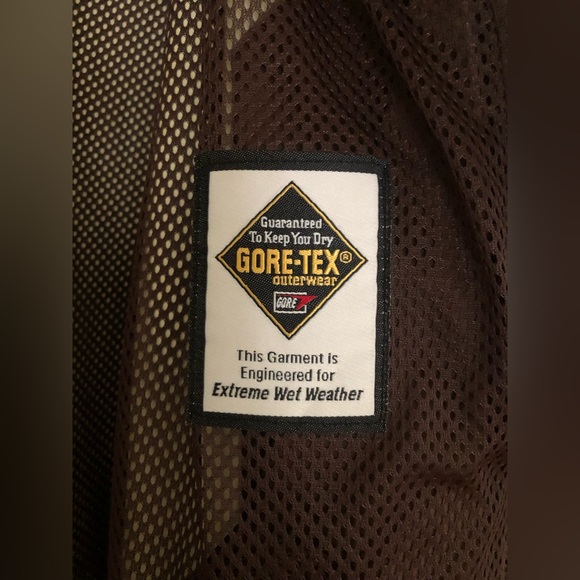 Guaranteed
To Keep You Dry
GORE-TEX®
outerwear
GORE
This Garment is
Engineered for
Extreme Wet Weather